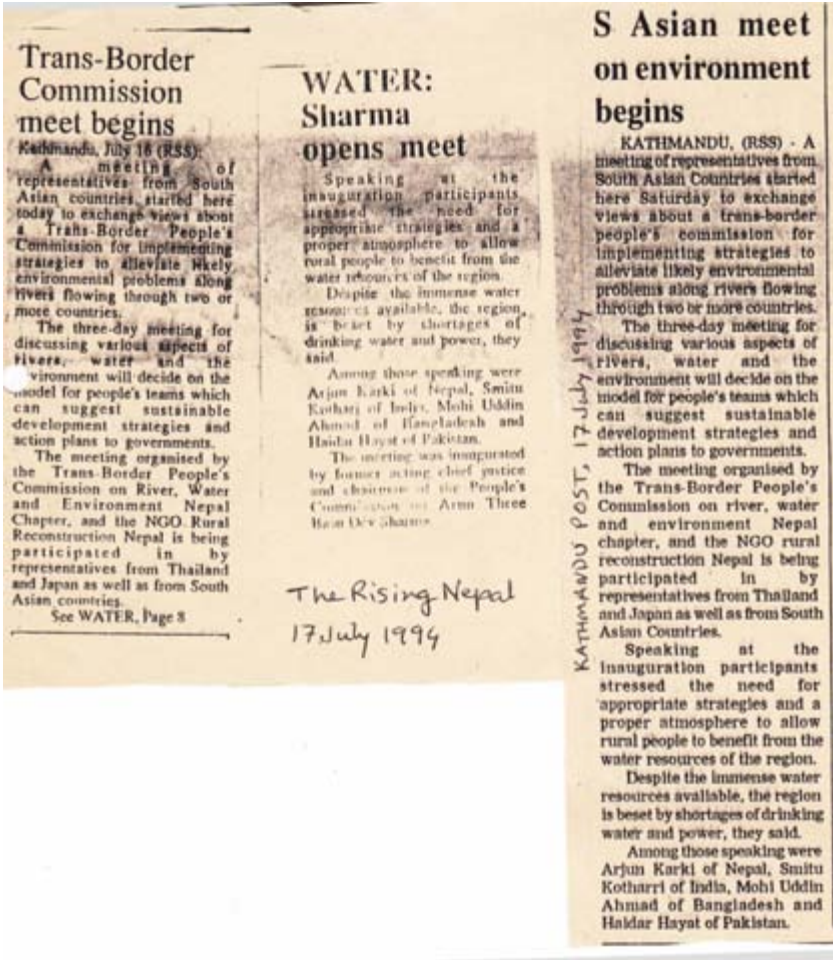 Trans-Border
Commission
meet begins
Kathmandu, July 16 (RSS):
A meeting of
representatives from South
Asian countries, started here
today to exchange views about
a Trans-Border People's
Commission for implementing
strategies to alleviate likely
environmental problems along
rivers flowing through two or
more countries.
The three-day meeting for
discussing various aspects of
rivers, water and the
vironment will decide on the
model for people's teams which
can suggest sustainable
development strategies and
action plans to governments.
The meeting organised by
the Trans-Border People's
Commission on River, Water
and Environment Nepal
Chapter, and the NGO Rural
Reconstruction Nepal is being
participated in by
representatives from Thailand
and Japan as well as from South
Asian countries.
See WATER, Page 8
WATER:
Sharma
opens meet
Speaking at the
inauguration participants
stressed the need for
appropriate strategies and a
proper atmosphere to allow
rural people to benefit from the
water resources of the region.
Despite the immense water
resources available, the region
is beset by shortages of
drinking water and power, they
said.
Among those speaking were
Arjun Karki of Nepal, Smitu
Kothari of India, Mohi Uddin
Ahmad of Bangladesh and
Haidar Hayat of Pakistan.
The meeting was inaugurated
by former acting chief justice
and chairman of the People's
Commission on Arun Three
Dev Sharma
The Rising Nepal
17 July 1994
KATHMANDU POST, 17 July 1994
S Asian meet
on environment
begins
KATHMANDU, (RSS) - A
meeting of representatives from
South Asian Countries started
here Saturday to exchange
views about a trans-border
people's commission for
implementing strategies to
alleviate likely environmental
problems along rivers flowing
through two or more countries.
The three-day meeting for
discussing various aspects of
rivers, water and the
environment will decide on the
model for people's teams which
can suggest sustainable
development strategies and
action plans to governments.
The meeting organised by
the Trans-Border People's
Commission on river, water
and environment Nepal
chapter, and the NGO rural
reconstruction Nepal is being
participated in by
representatives from Thailand
and Japan as well as from South
Asian Countries.
Speaking at the
inauguration participants
stressed the need for
appropriate strategies and a
proper atmosphere to allow
rural people to benefit from the
water resources of the region.
Despite the immense water
resources available, the region
is beset by shortages of drinking
water and power, they said.
Among those speaking were
Arjun Karki of Nepal, Smitu
Kotharri of India, Mohi Uddin
Ahmad of Bangladesh and
Haidar Hayat of Pakistan.